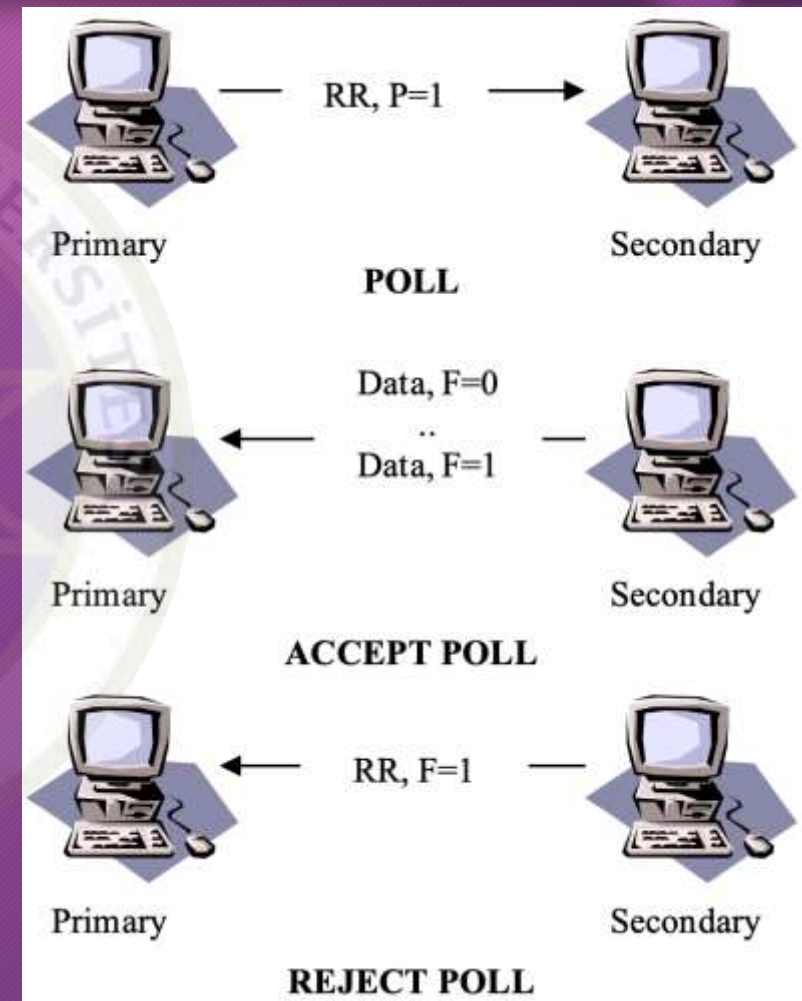 RR, P=1
Primary Secondary
POLL
Data, F=0
..
Data, F=1
Primary Secondary
ACCEPT POLL
RR, F=1
Primary Secondary
REJECT POLL